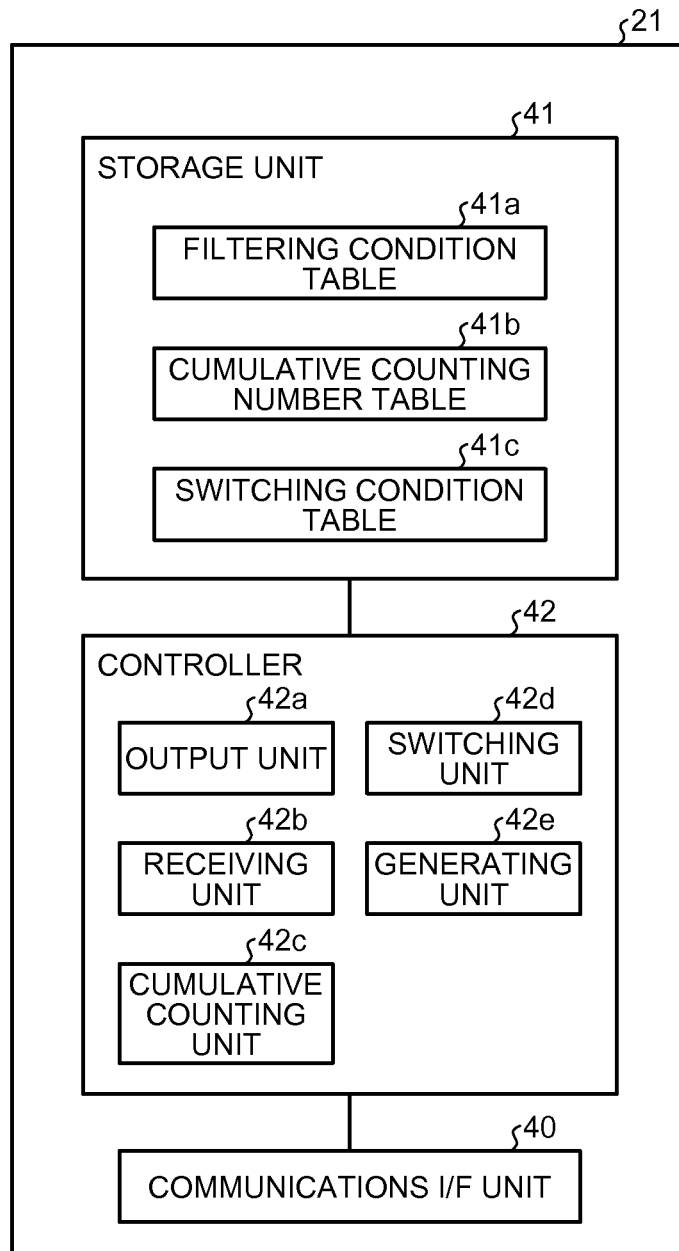 21
41
STORAGE UNIT
41a
FILTERING CONDITION
TABLE
41b
CUMULATIVE COUNTING
NUMBER TABLE
41c
SWITCHING CONDITION
TABLE
42
CONTROLLER
42a
OUTPUT UNIT
42d
SWITCHING
UNIT
42b
RECEIVING
UNIT
42e
GENERATING
UNIT
42c
CUMULATIVE
COUNTING
UNIT
40
COMMUNICATIONS I/F UNIT